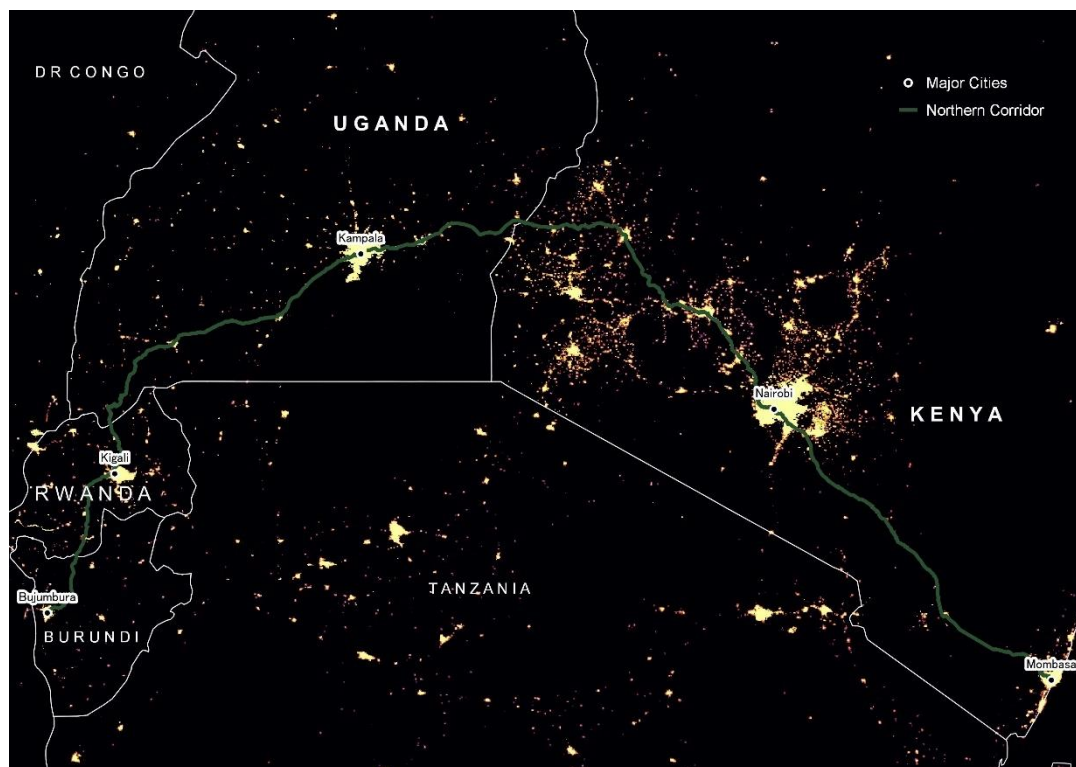 DR CONGO
Major Cities
Northern Corridor
UGANDA
Kampala
Nairobi
KENYA
Kigali
RWANDA
TANZANIA
Bujumbura
BURUNDI
Mombasa